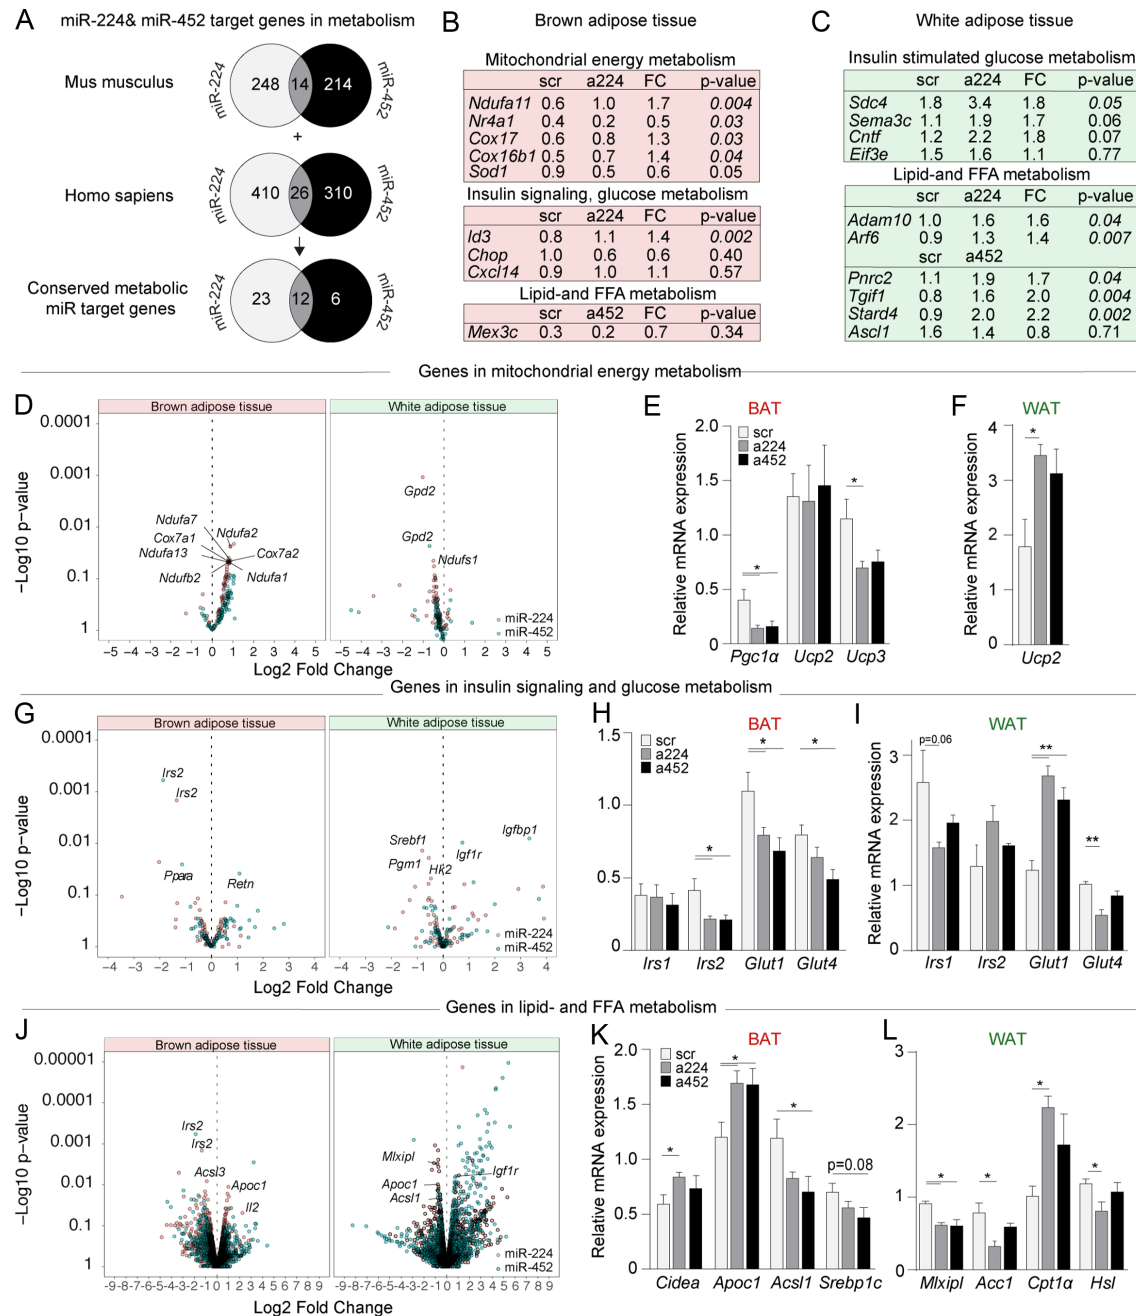 A miR-224& miR-452 target genes in metabolism
Mus musculus
miR-224
248 14 214
miR-452
+
Homo sapiens
miR-224
410 26 310
miR-452
Conserved metabolic
miR target genes
miR-224
23 12 6
miR-452
B Brown adipose tissue
Mitochondrial energy metabolism
scr a224 FC p-value
Ndufa11 0.6 1.0 1.7 0.004
Nr4a1 0.4 0.2 0.5 0.03
Cox17 0.6 0.8 1.3 0.03
Cox16b1 0.5 0.7 1.4 0.04
Sod1 0.9 0.5 0.6 0.05
Insulin signaling, glucose metabolism
scr a224 FC p-value
Id3 0.8 1.1 1.4 0.002
Chop 1.0 0.6 0.6 0.40
Cxcl14 0.9 1.0 1.1 0.57
Lipid-and FFA metabolism
scr a452 FC p-value
Mex3c 0.3 0.2 0.7 0.34
C White adipose tissue
Insulin stimulated glucose metabolism
scr a224 FC p-value
Sdc4 1.8 3.4 1.8 0.05
Sema3c 1.1 1.9 1.7 0.06
Cntf 1.2 2.2 1.8 0.07
Eif3e 1.5 1.6 1.1 0.77
Lipid-and FFA metabolism
scr a224 FC p-value
Adam10 1.0 1.6 1.6 0.04
Arf6 0.9 1.3 1.4 0.007
scr a452
Pnrc2 1.1 1.9 1.7 0.04
Tgif1 0.8 1.6 2.0 0.004
Stard4 0.9 2.0 2.2 0.002
Ascl1 1.6 1.4 0.8 0.71
Genes in mitochondrial energy metabolism
D
Brown adipose tissue White adipose tissue
−Log10 p-value
0.0001
0.001
0.01
0.1
1
Ndufa7
Cox7a1
Ndufa13
Ndufb2
Ndufa2
Cox7a2
Ndufa1
Gpd2
Gpd2
Ndufs1
miR-224
miR-452
−5 −4 −3 −2 −1 0 1 2 3 4 5 −5 −4 −3 −2 −1 0 1 2 3 4 5
Log2 Fold Change
E BAT
Relative mRNA expression
2.0
1.5
1.0
0.5
0
scr
a224
a452
*
*
Pgc1α Ucp2 Ucp3
F WAT
Relative mRNA expression
4
3
2
1
0
*
Ucp2
Genes in insulin signaling and glucose metabolism
G
Brown adipose tissue White adipose tissue
−Log10 p-value
0.0001
0.001
0.01
0.1
1
Irs2
Irs2
Ppara
Retn
Srebf1
Pgm1
Hk2
Igf1r
Igfbp1
miR-224
miR-452
−4 −3 −2 −1 0 1 2 3 4 −4 −3 −2 −1 0 1 2 3 4
Log2 Fold Change
H BAT
Relative mRNA expression
1.5
1.0
0.5
0
scr
a224
a452
*
*
*
Irs1 Irs2 Glut1 Glut4
I WAT
Relative mRNA expression
3
2
1
0
p=0.06
**
**
Irs1 Irs2 Glut1 Glut4
Genes in lipid- and FFA metabolism
J
Brown adipose tissue White adipose tissue
−Log10 p-value
0.00001
0.0001
0.001
0.01
0.1
1
Irs2
Irs2
Acsl3
Apoc1
Il2
Mlxipl
Apoc1
Acsl1
Igf1r
miR-224
miR-452
-9-8-7-6-5-4-3-2-1 0 1 2 3 4 5 6 7 8 9 -9-8-7-6-5-4-3-2-1 0 1 2 3 4 5 6 7 8 9
Log2 Fold Change
K BAT
Relative mRNA expression
2.0
1.5
1.0
0.5
0
scr
a224
a452
*
*
*
p=0.08
Cidea Apoc1 Acsl1 Srebp1c
L WAT
Relative mRNA expression
3
2
1
0
*
*
*
*
Mlxipl Acc1 Cpt1α Hsl